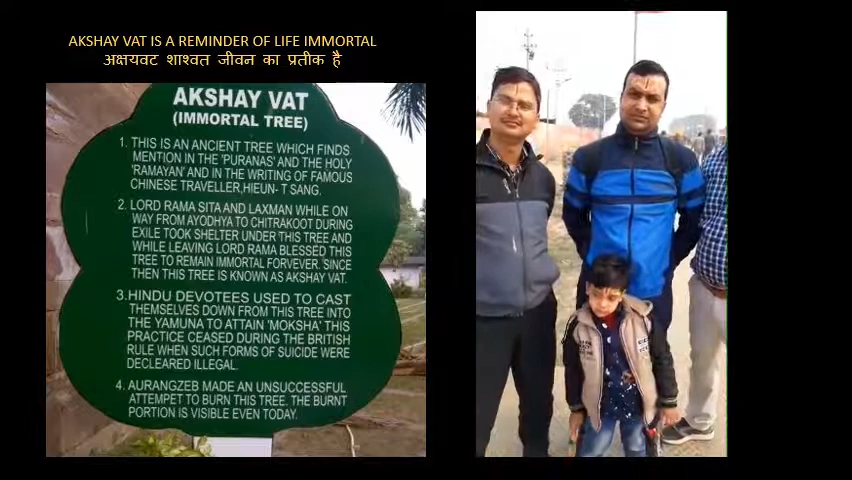 AKSHAY VAT IS A REMINDER OF LIFE IMMORTAL
अक्षयवट शाश्वत जीवन का प्रतीक है
AKSHAY VAT
(IMMORTAL TREE)
1. THIS IS AN ANCIENT TREE WHICH FINDS
MENTION IN THE 'PURANAS' AND THE HOLY
'RAMAYAN' AND IN THE WRITING OF FAMOUS
CHINESE TRAVELLER,HIEUN- T SANG.
2. LORD RAMA SITA AND LAXMAN WHILE ON
WAY FROM AYODHYA TO CHITRAKOOT DURING
EXILE TOOK SHELTER UNDER THIS TREE AND
WHILE LEAVING LORD RAMA BLESSED THIS
TREE TO REMAIN IMMORTAL FORVEVER. SINCE
THEN THIS TREE IS KNOWN AS AKSHAY VAT.
3.HINDU DEVOTEES USED TO CAST
THEMSELVES DOWN FROM THIS TREE INTO
THE YAMUNA TO ATTAIN 'MOKSHA' THIS
PRACTICE CEASED DURING THE BRITISH
RULE WHEN SUCH FORMS OF SUICIDE WERE
DECLEARED ILLEGAL.
4. AURANGZEB MADE AN UNSUCCESSFUL
ATTEMPET TO BURN THIS TREE. THE BURNT
PORTION IS VISIBLE EVEN TODAY.